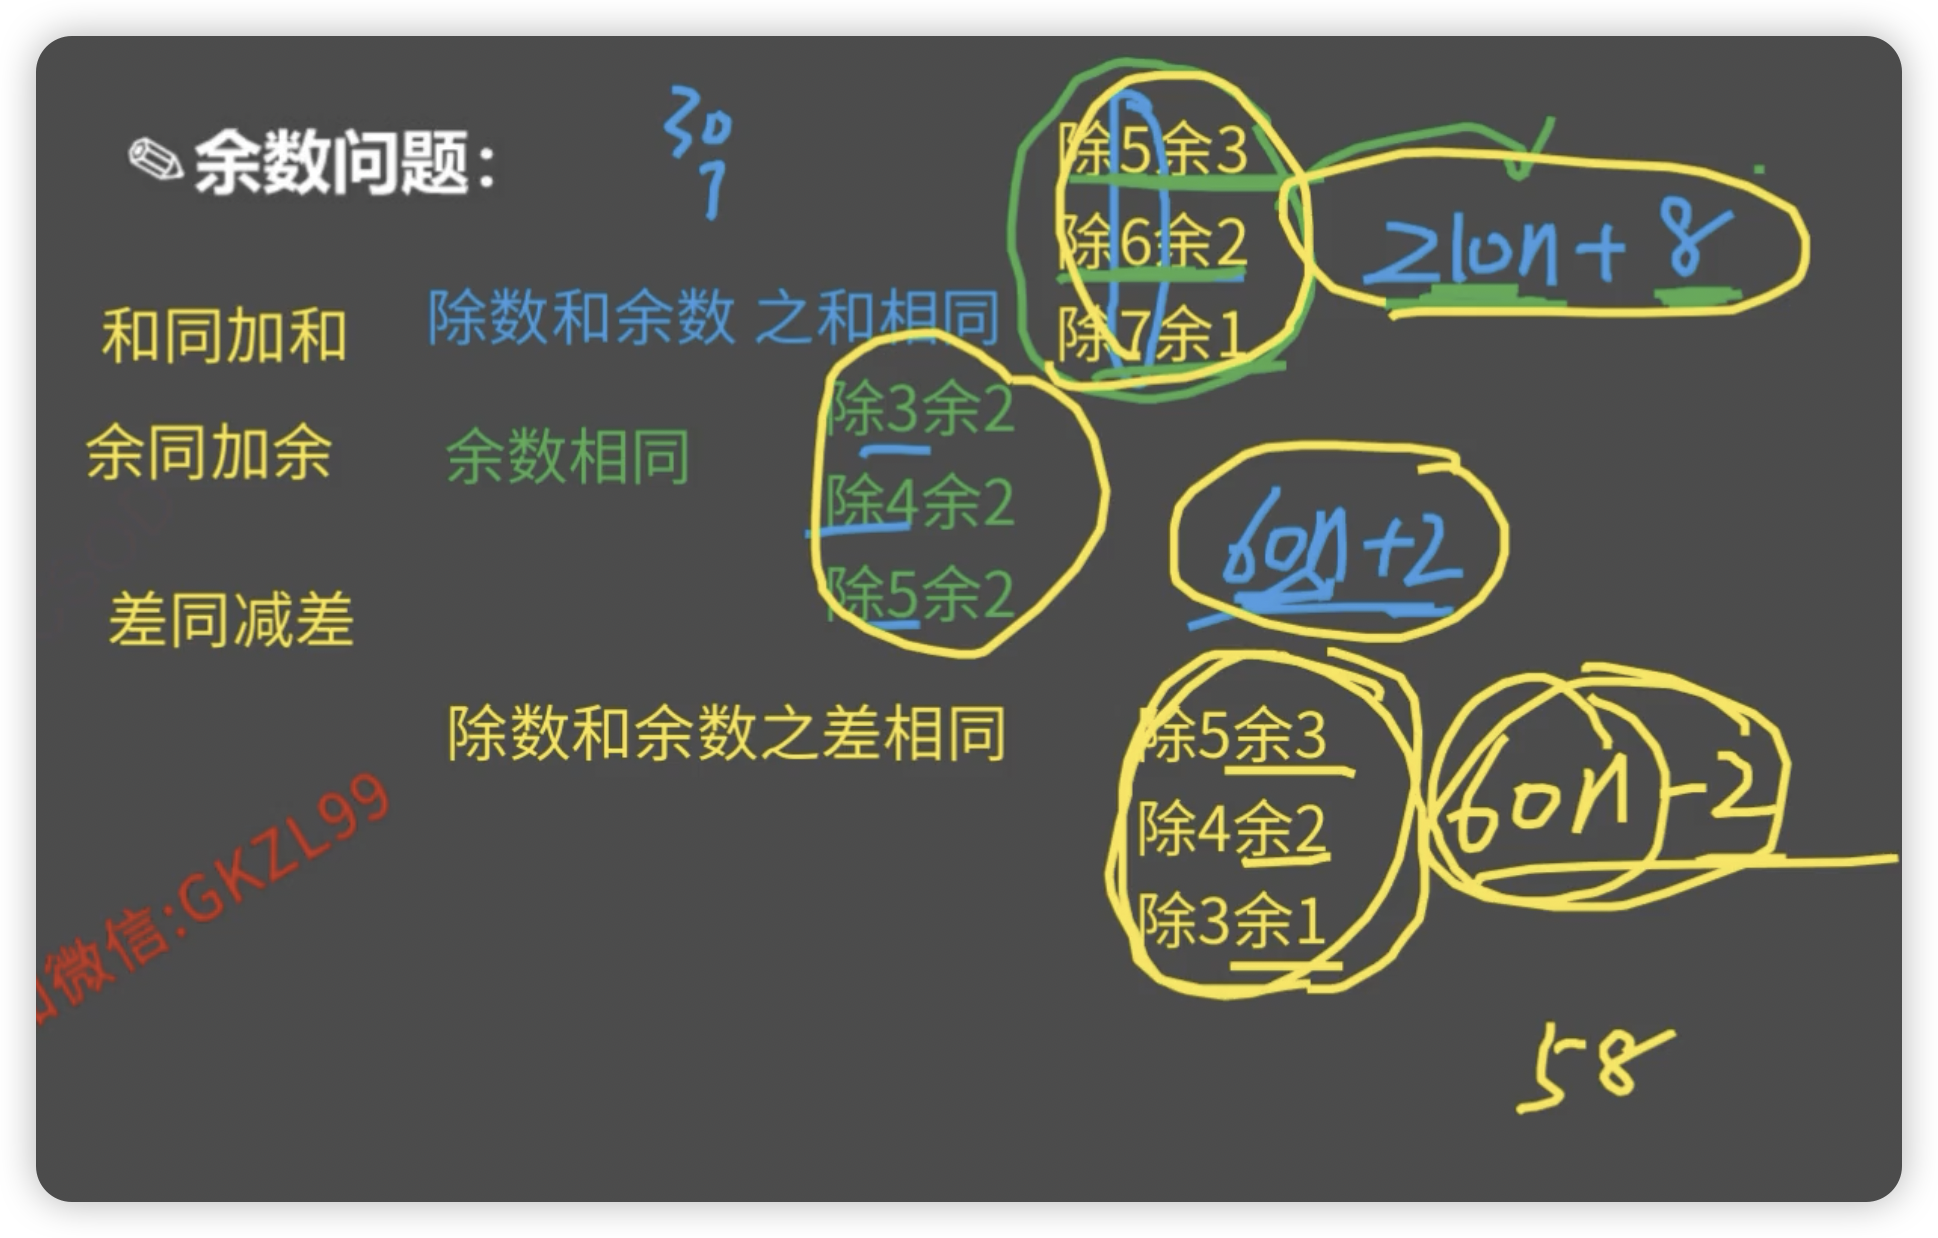 余数问题：
30
7
除5余3
除6余2
除7余1
210n+8
和同加和
除数和余数 之和相同
余同加余
余数相同
除3余2
除4余2
除5余2
60n+2
差同减差
除数和余数之差相同
除5余3
除4余2
除3余1
60n-2
微信:GKZL99
58